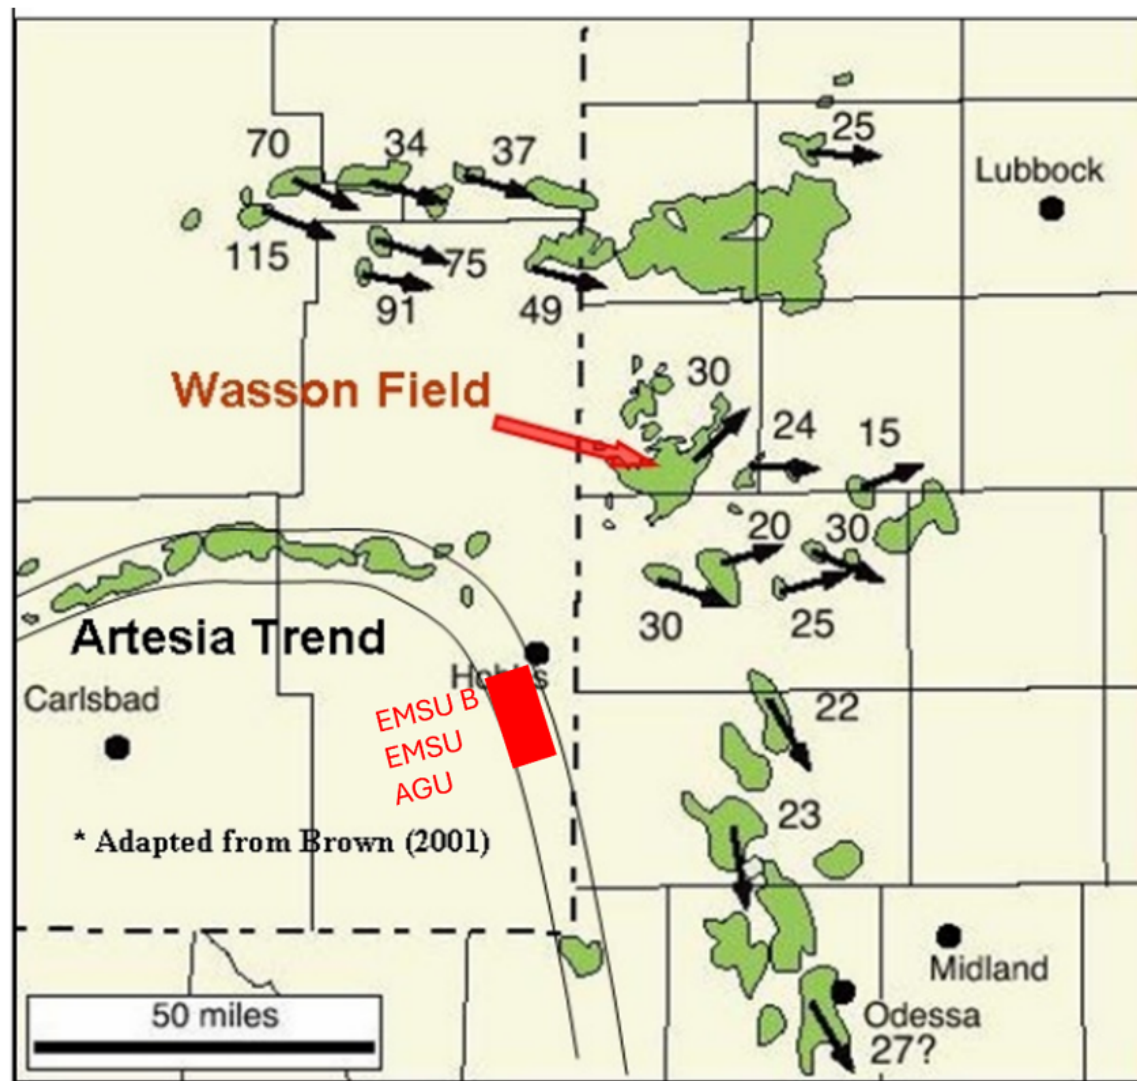 25
70
34
37
Lubbock
115
75
91
49
Wasson Field
30
24
15
20
30
30
25
Artesia Trend
Hobbs
Carlsbad
EMSU B
EMSU
AGU
22
23
* Adapted from Brown (2001)
Midland
50 miles
Odessa
27?